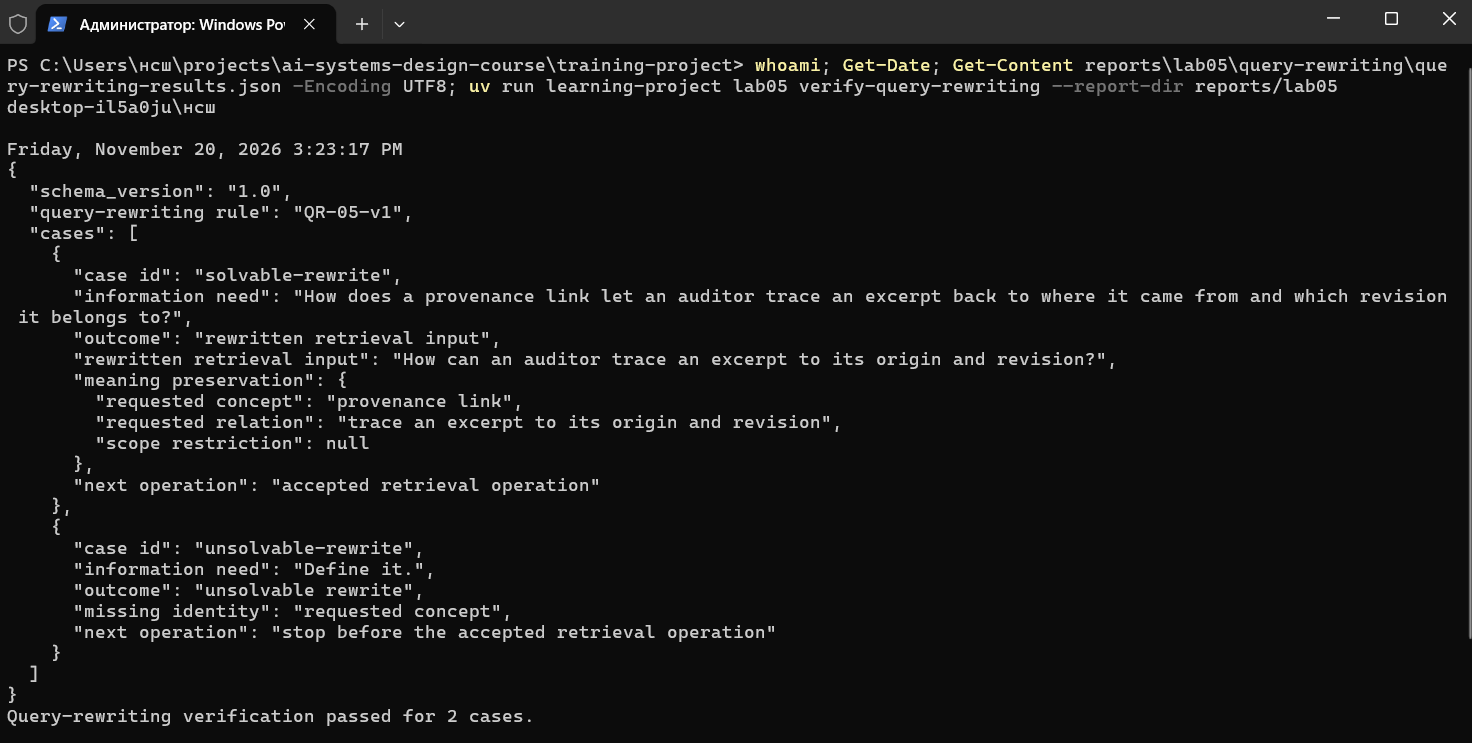 Администратор: Windows Po
PS C:\Users\нсш\projects\ai-systems-design-course\training-project> whoami; Get-Date; Get-Content reports\lab05\query-rewriting\que
ry-rewriting-results.json -Encoding UTF8; uv run learning-project lab05 verify-query-rewriting --report-dir reports/lab05
desktop-il5a0ju\нсш
Friday, November 20, 2026 3:23:17 PM
{
  "schema_version": "1.0",
  "query-rewriting rule": "QR-05-v1",
  "cases": [
    {
      "case id": "solvable-rewrite",
      "information need": "How does a provenance link let an auditor trace an excerpt back to where it came from and which revision
 it belongs to?",
      "outcome": "rewritten retrieval input",
      "rewritten retrieval input": "How can an auditor trace an excerpt to its origin and revision?",
      "meaning preservation": {
        "requested concept": "provenance link",
        "requested relation": "trace an excerpt to its origin and revision",
        "scope restriction": null
      },
      "next operation": "accepted retrieval operation"
    },
    {
      "case id": "unsolvable-rewrite",
      "information need": "Define it.",
      "outcome": "unsolvable rewrite",
      "missing identity": "requested concept",
      "next operation": "stop before the accepted retrieval operation"
    }
  ]
}
Query-rewriting verification passed for 2 cases.